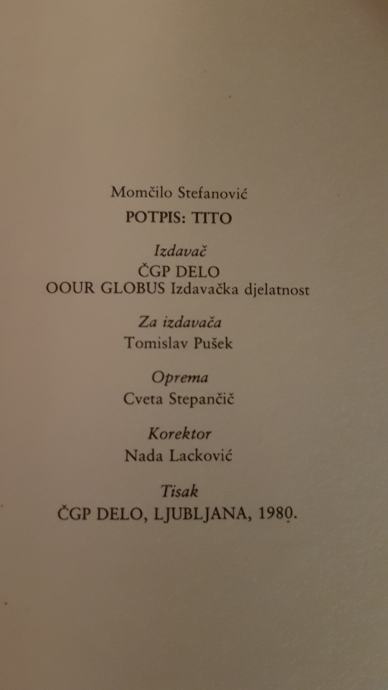 Momčilo Stefanović
POTPIS: TITO
Izdavač
ČGP DELO
OOUR GLOBUS Izdavačka djelatnost
Za izdavača
Tomislav Pušek
Oprema
Cveta Stepančič
Korektor
Nada Lacković
Tisak
ČGP DELO, LJUBLJANA, 1980.